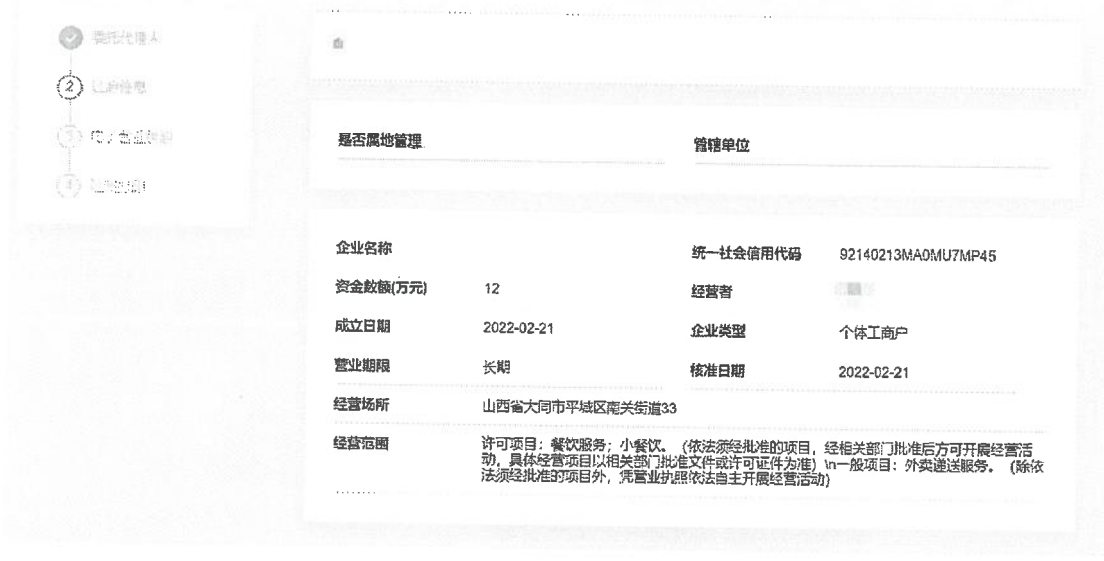 委托代理人
2
3
4
是否属地管理
管辖单位
企业名称
统一社会信用代码 92140213MA0MU7MP45
资金数额(万元) 12
经营者
成立日期 2022-02-21
企业类型 个体工商户
营业期限 长期
核准日期 2022-02-21
经营场所 山西省大同市平城区南关街道33
经营范围 许可项目：餐饮服务；小餐饮。（依法须经批准的项目，经相关部门批准后方可开展经营活
动，具体经营项目以相关部门批准文件或许可证件为准）\n一般项目：外卖递送服务。（除依
法须经批准的项目外，凭营业执照依法自主开展经营活动）